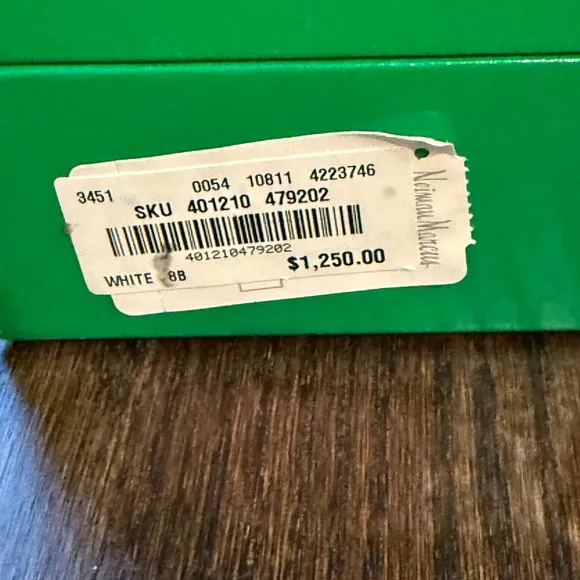 3451 0054 10811 4223746
SKU 401210 479202
401210479202
$1,250.00
WHITE 8B
Neiman Marcus